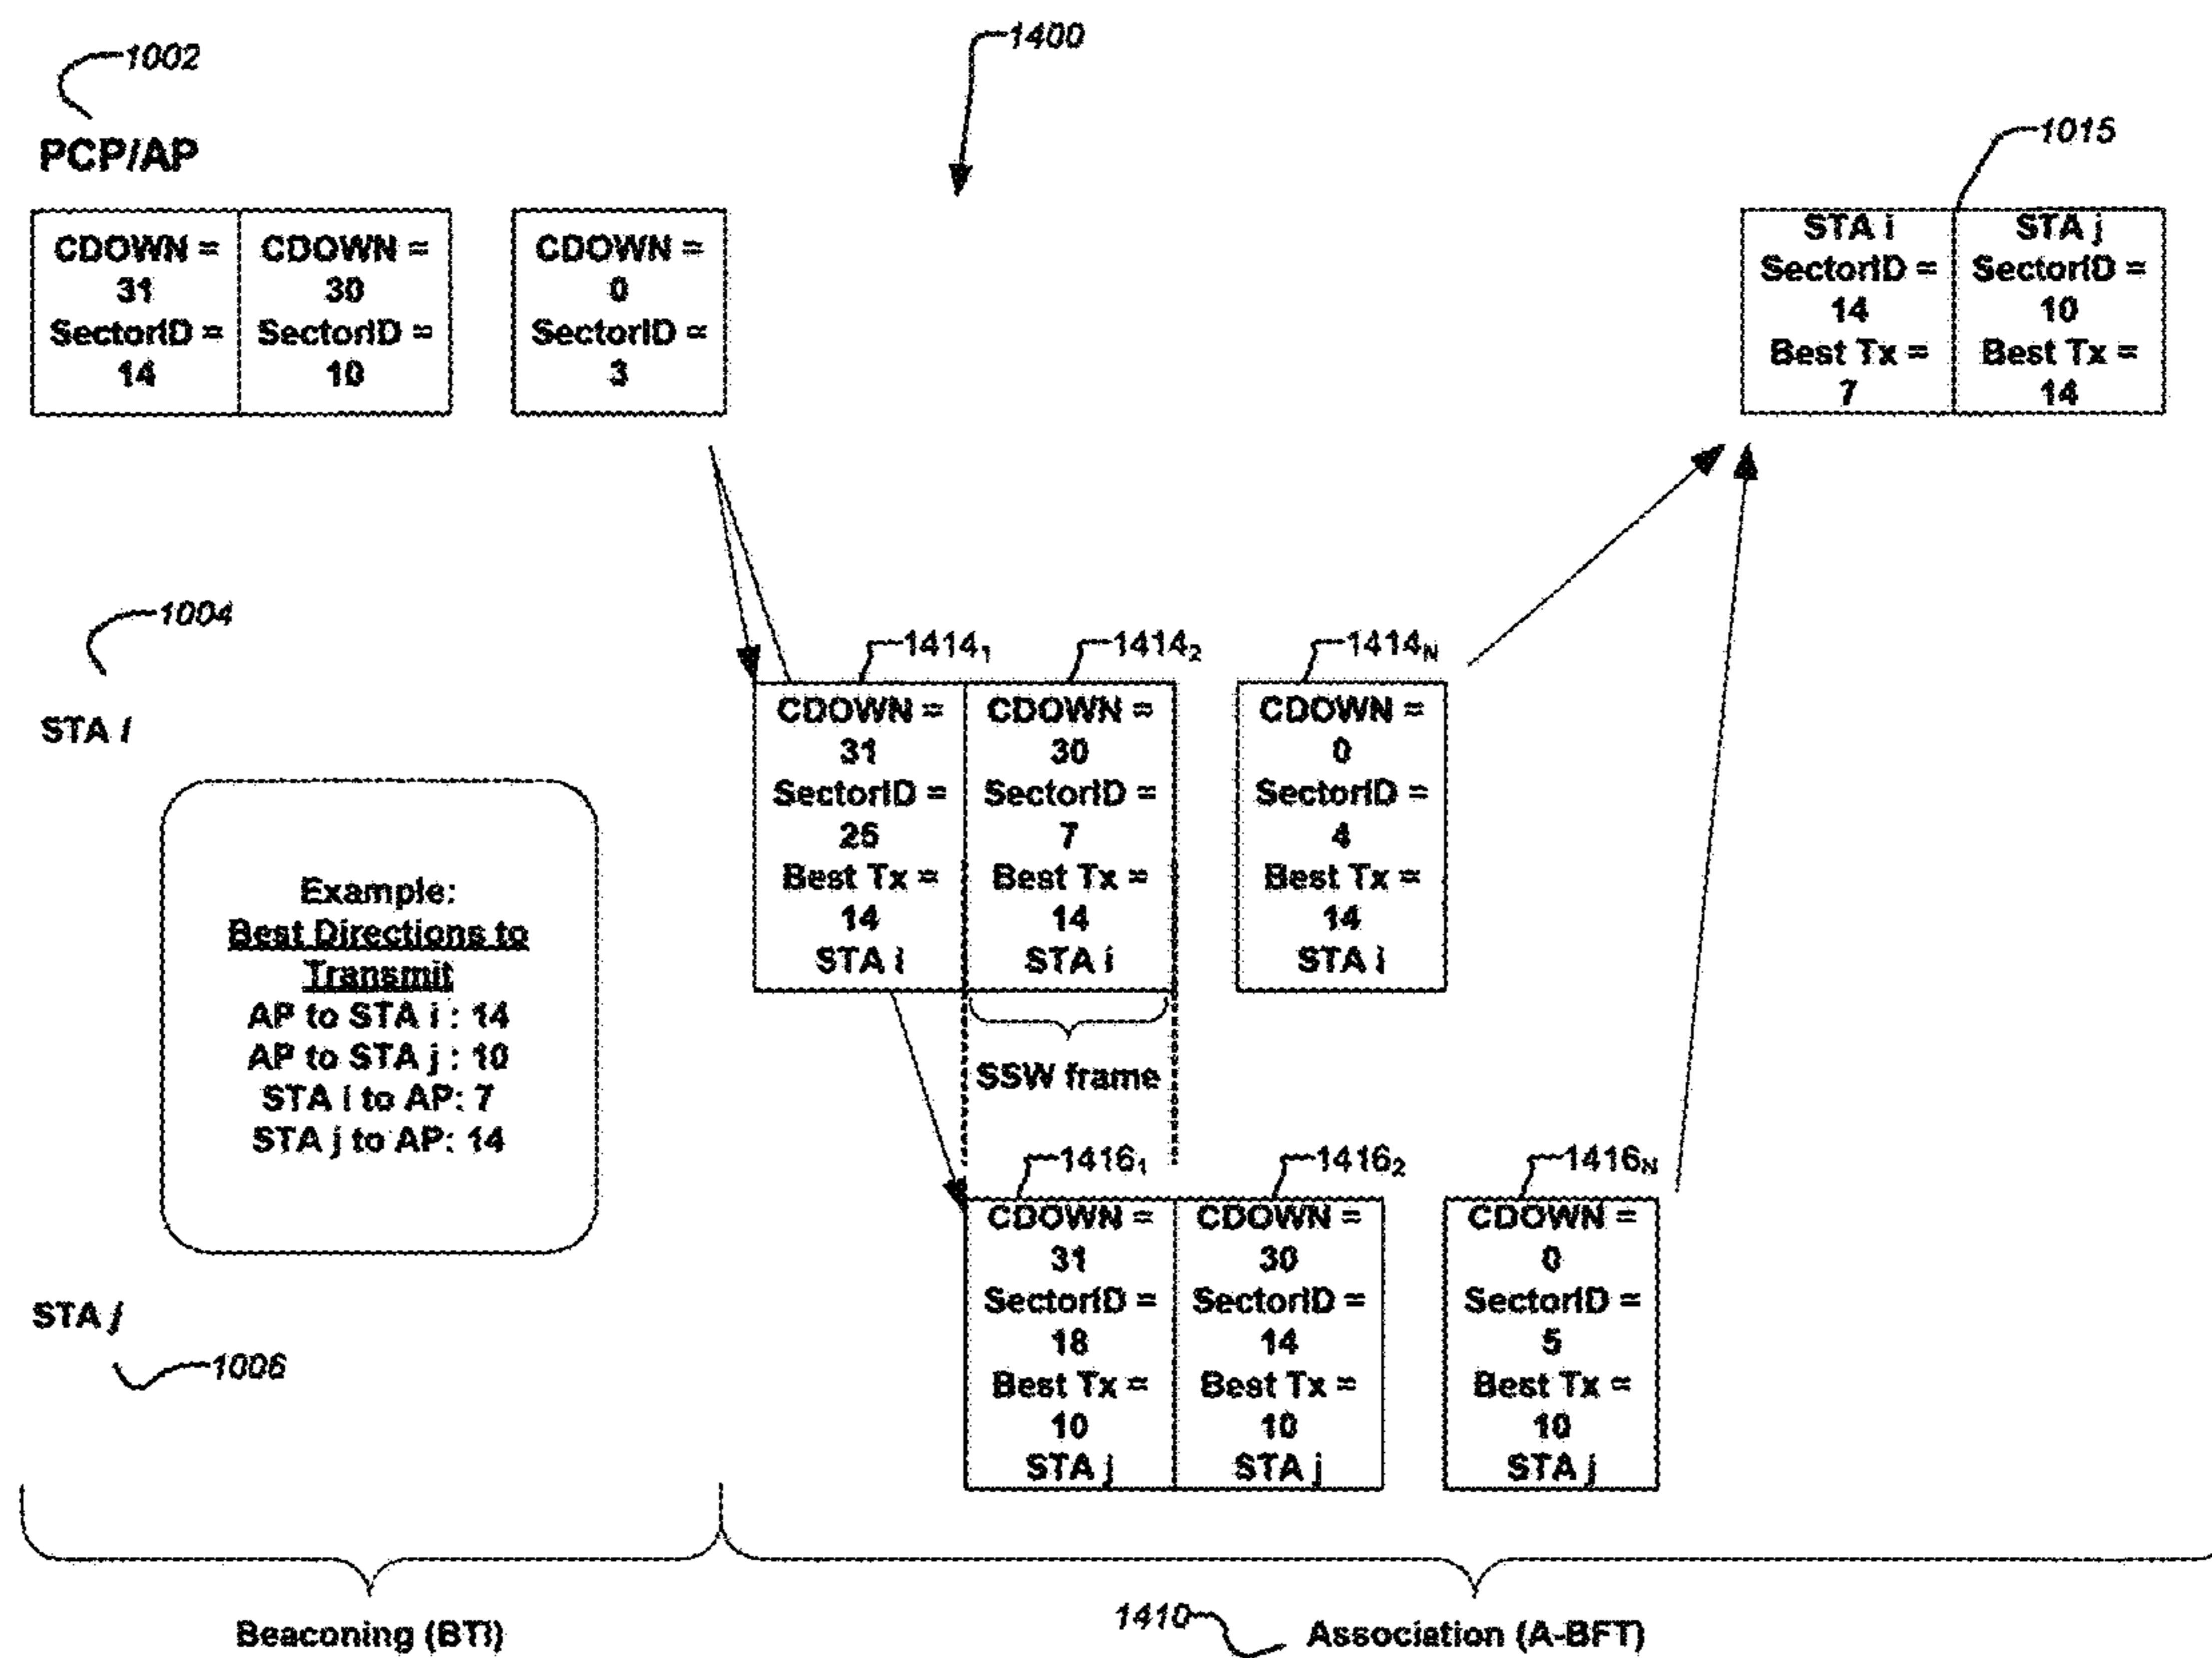 1002
1400
1015
PCP/AP
CDOWN =
31
SectorID =
14
CDOWN =
30
SectorID =
10
CDOWN =
0
SectorID =
3
STA i
SectorID =
14
Best Tx =
7
STA j
SectorID =
10
Best Tx =
14
1004
STA i
1414₁
1414₂
1414N
CDOWN =
31
SectorID =
25
Best Tx =
14
STA i
CDOWN =
30
SectorID =
7
Best Tx =
14
STA i
CDOWN =
0
SectorID =
4
Best Tx =
14
STA i
Example:
Best Directions to
Transmit
AP to STA i : 14
AP to STA j : 10
STA i to AP: 7
STA j to AP: 14
SSW frame
1416₁
1416₂
1416N
CDOWN =
31
SectorID =
18
Best Tx =
10
STA j
CDOWN =
30
SectorID =
14
Best Tx =
10
STA j
CDOWN =
0
SectorID =
5
Best Tx =
10
STA j
STA j
1006
Beaconing (BTI)
1410
Association (A-BFT)